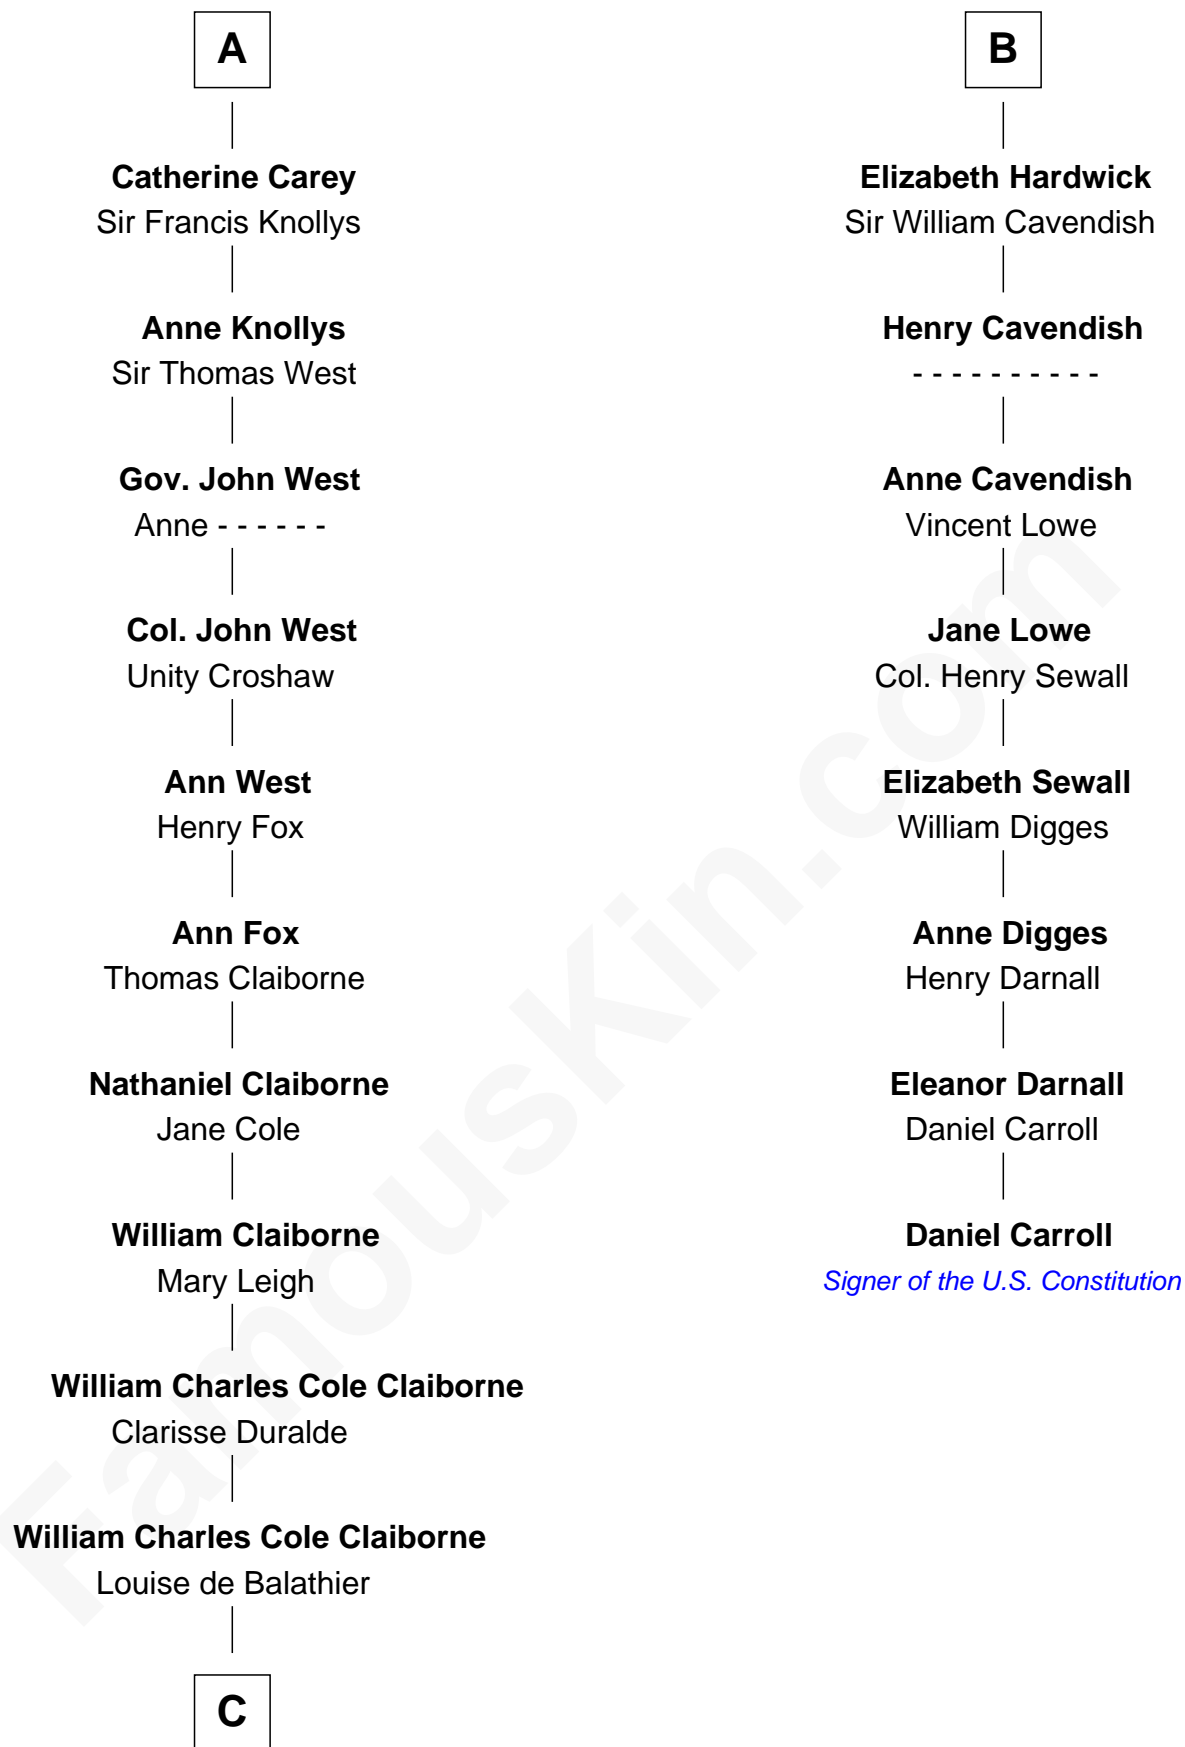 A
Catherine Carey
Sir Francis Knollys
Anne Knollys
Sir Thomas West
Gov. John West
Anne - - - - - -
Col. John West
Unity Croshaw
Ann West
Henry Fox
Ann Fox
Thomas Claiborne
Nathaniel Claiborne
Jane Cole
William Claiborne
Mary Leigh
William Charles Cole Claiborne
Clarisse Duralde
William Charles Cole Claiborne
Louise de Balathier
C
B
Elizabeth Hardwick
Sir William Cavendish
Henry Cavendish
- - - - - - - - - -
Anne Cavendish
Vincent Lowe
Jane Lowe
Col. Henry Sewall
Elizabeth Sewall
William Digges
Anne Digges
Henry Darnall
Eleanor Darnall
Daniel Carroll
Daniel Carroll
Signer of the U.S. Constitution
FamousKin.com